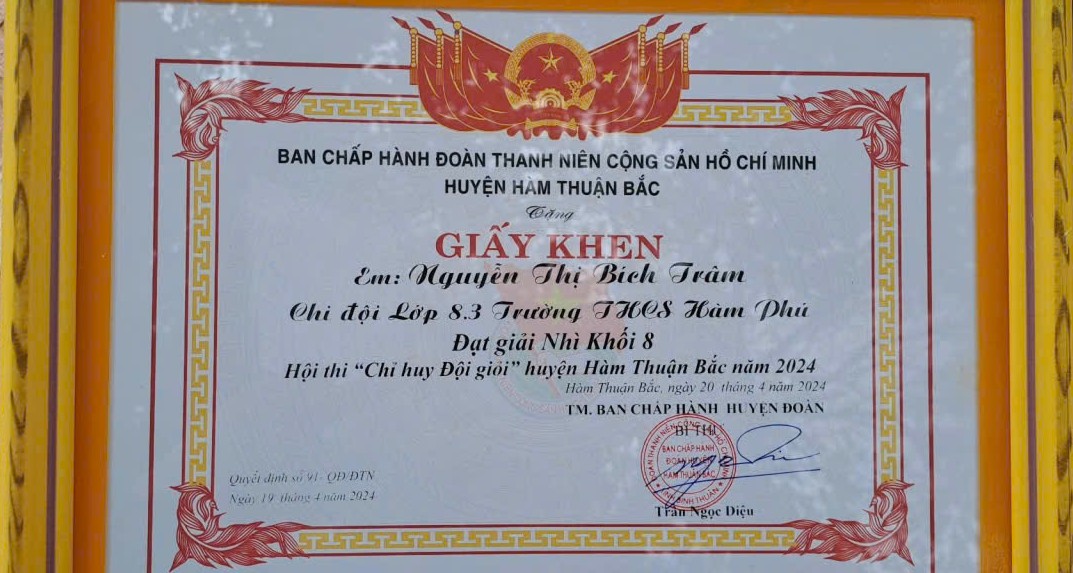 BAN CHẤP HÀNH ĐOÀN THANH NIÊN CỘNG SẢN HỒ CHÍ MINH
HUYỆN HÀM THUẬN BẮC
Tặng
GIẤY KHEN
Em: Nguyễn Thị Bích Trâm
Chi đội Lớp 8.3 Trường THCS Hàm Phú
Đạt giải Nhì Khối 8
Hội thi “Chỉ huy Đội giỏi” huyện Hàm Thuận Bắc năm 2024
Hàm Thuận Bắc, ngày 20 tháng 4 năm 2024
TM. BAN CHẤP HÀNH HUYỆN ĐOÀN
BÍ THƯ
BAN CHẤP HÀNH
ĐOÀN HUYỆN
HÀM THUẬN BẮC
Quyết định số 91- QĐ/ĐTN
Ngày 19 tháng 4 năm 2024
Trần Ngọc Diệu